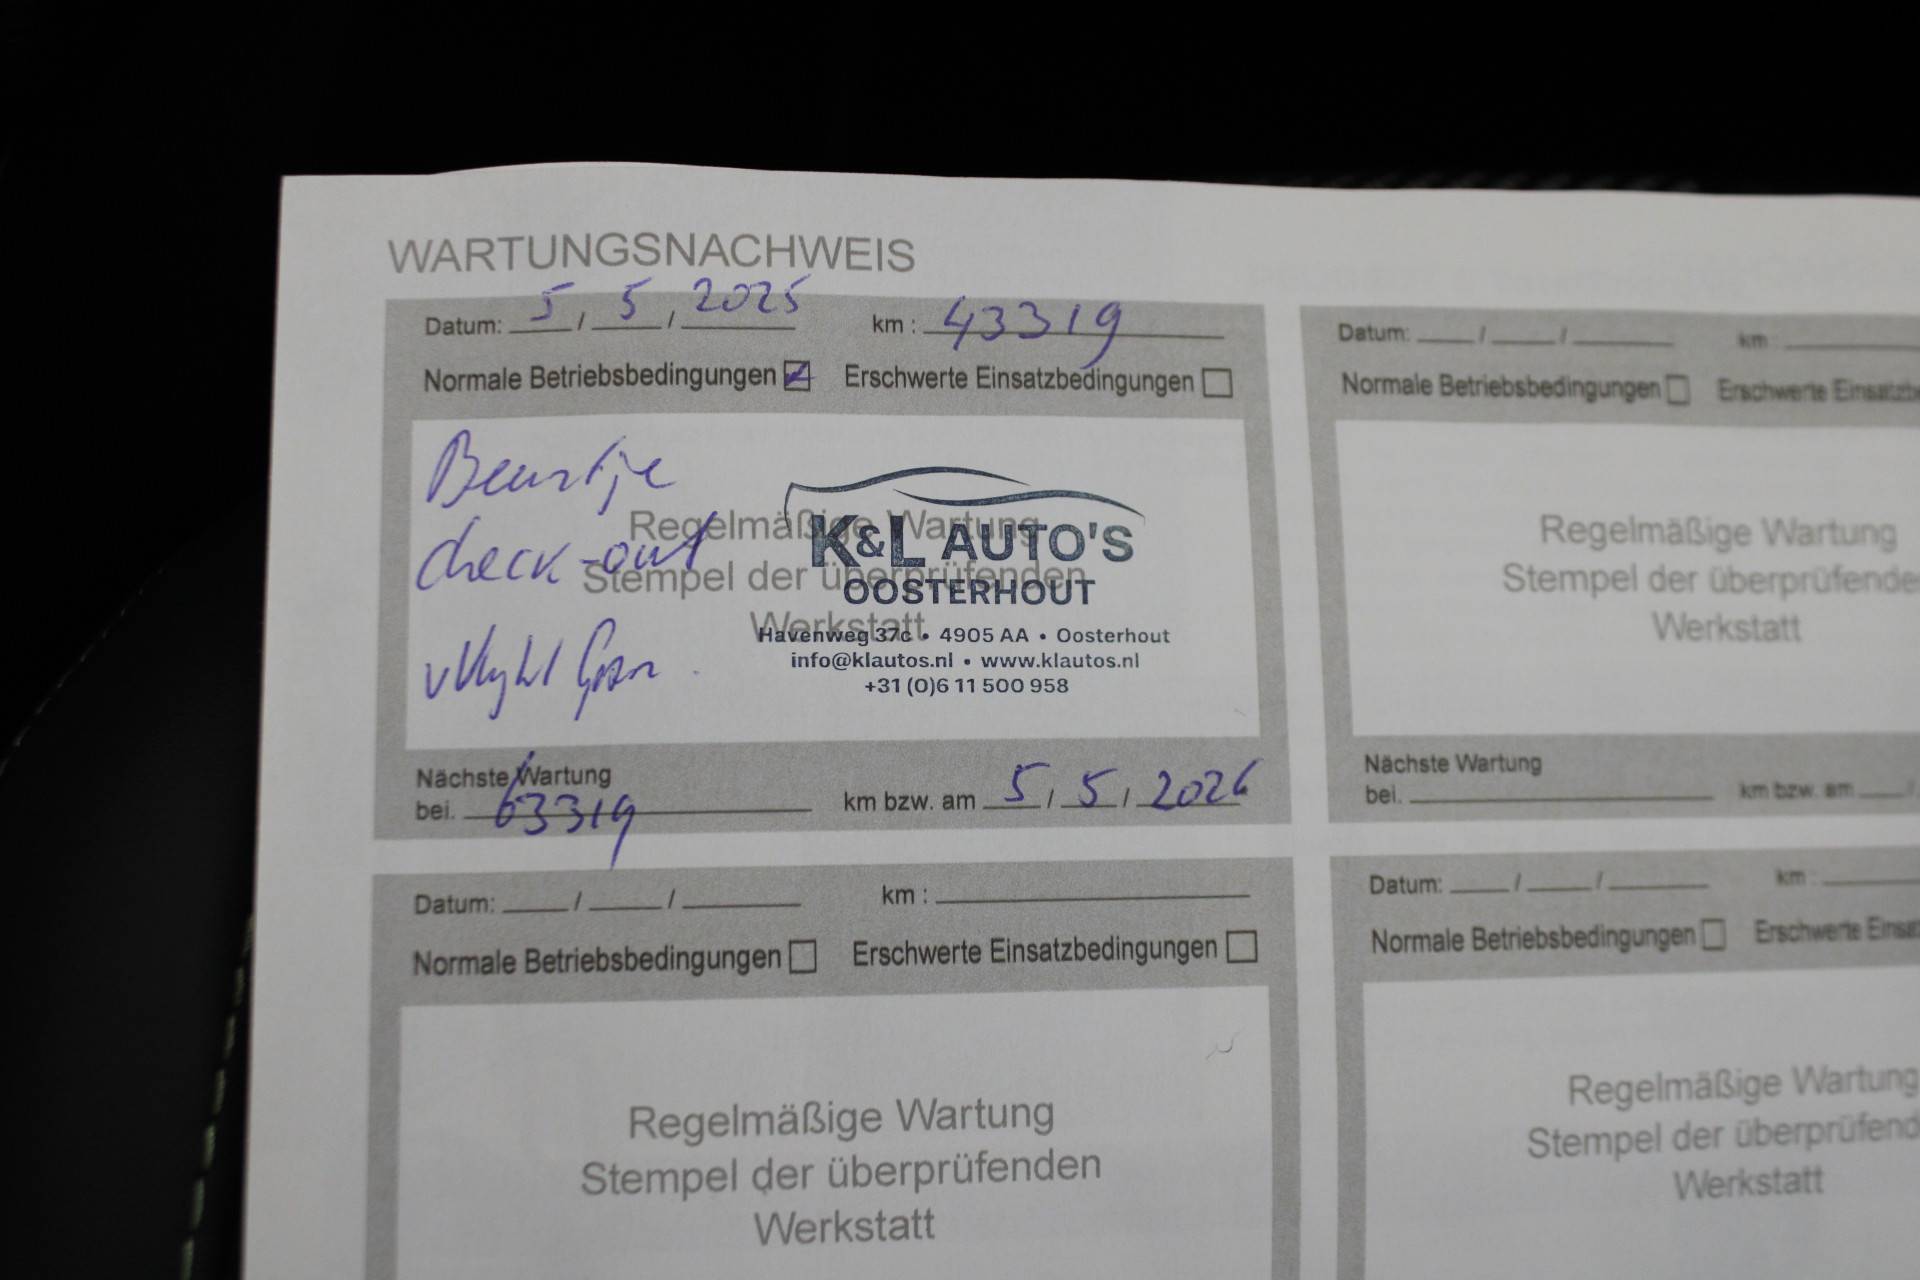 WARTUNGSNACHWEIS
Datum: 5 / 5 / 2025 km : 43319
Normale Betriebsbedingungen Erschwerte Einsatzbedingungen
Beurtje
check-out
Regelmäßige Wartung
Stempel der überprüfenden
Werkstatt
K&L AUTO'S
OOSTERHOUT
Havenweg 37c • 4905 AA • Oosterhout
info@klautos.nl • www.klautos.nl
+31 (0)6 11 500 958
Nächste Wartung
bei. 63319 km bzw. am 5 / 5 / 2026
Datum: / / km
Normale Betriebsbedingungen Erschwerte
Regelmäßige Wartung
Stempel der
Werkstatt
Nächste Wartung
bei. km bzw. am /
Datum: / / km :
Normale Betriebsbedingungen Erschwerte Einsatzbedingungen
Regelmäßige Wartung
Stempel der überprüfenden
Werkstatt
Datum: / / km :
Normale Betriebsbedingungen Erschwerte
Regelmäßige Wartung
Stempel der
Werkstatt